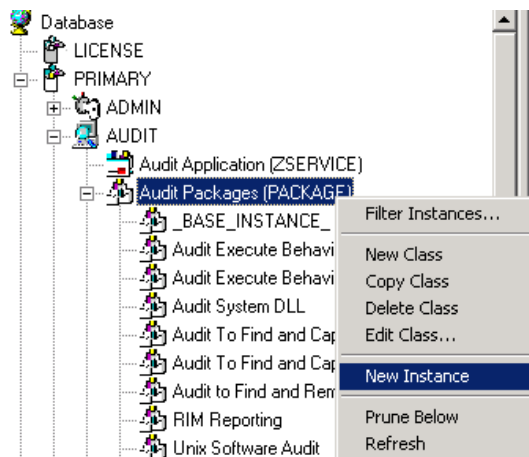 Database
LICENSE
PRIMARY
ADMIN
AUDIT
Audit Application (ZSERVICE)
Audit Packages (PACKAGE)
_BASE_INSTANCE_
Audit Execute Behavi
Audit Execute Behavi
Audit System DLL
Audit To Find and Cap
Audit To Find and Cap
Audit to Find and Rem
RIM Reporting
Unix Software Audit
Filter Instances...
New Class
Copy Class
Delete Class
Edit Class...
New Instance
Prune Below
Refresh